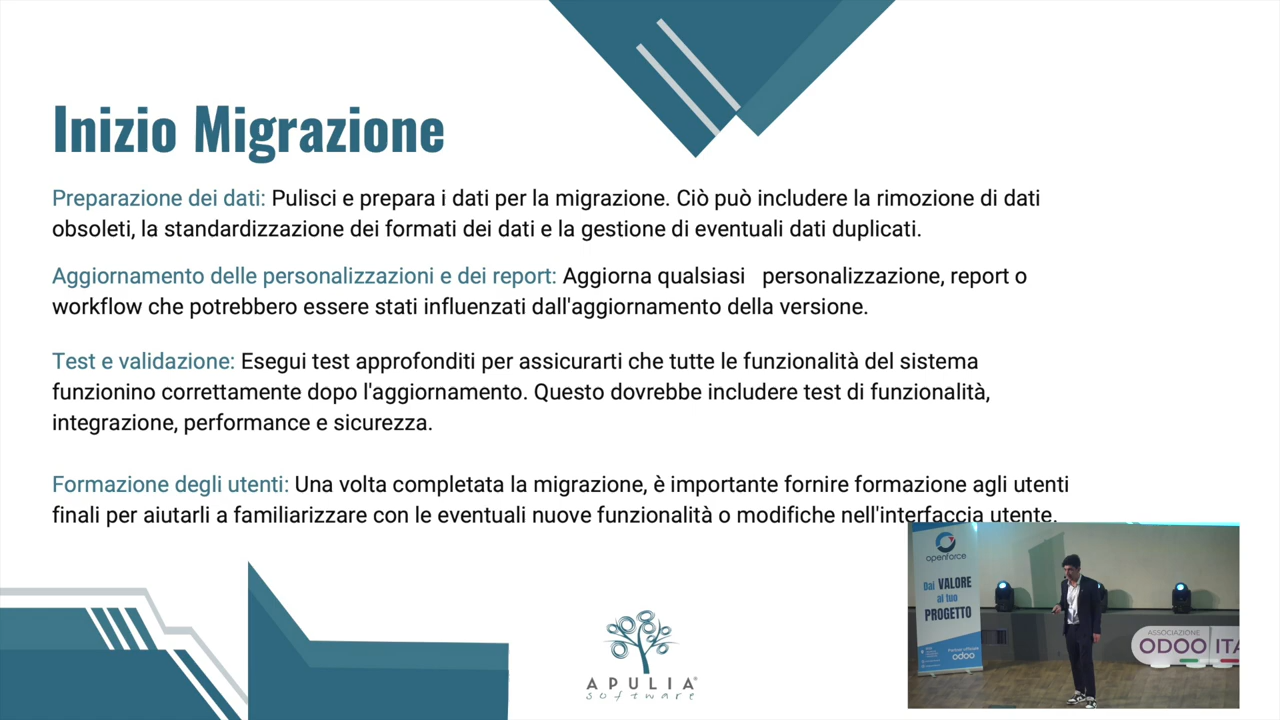 Inizio Migrazione
Preparazione dei dati: Pulisci e prepara i dati per la migrazione. Ciò può includere la rimozione di dati
obsoleti, la standardizzazione dei formati dei dati e la gestione di eventuali dati duplicati.
Aggiornamento delle personalizzazioni e dei report: Aggiorna qualsiasi personalizzazione, report o
workflow che potrebbero essere stati influenzati dall'aggiornamento della versione.
Test e validazione: Esegui test approfonditi per assicurarti che tutte le funzionalità del sistema
funzionino correttamente dopo l'aggiornamento. Questo dovrebbe includere test di funzionalità,
integrazione, performance e sicurezza.
Formazione degli utenti: Una volta completata la migrazione, è importante fornire formazione agli utenti
finali per aiutarli a familiarizzare con le eventuali nuove funzionalità o modifiche nell'interfaccia utente.
APULIA
software
openforce
Dai VALORE
al tuo
PROGETTO
odoo
ASSOCIAZIONE
ODOO ITA